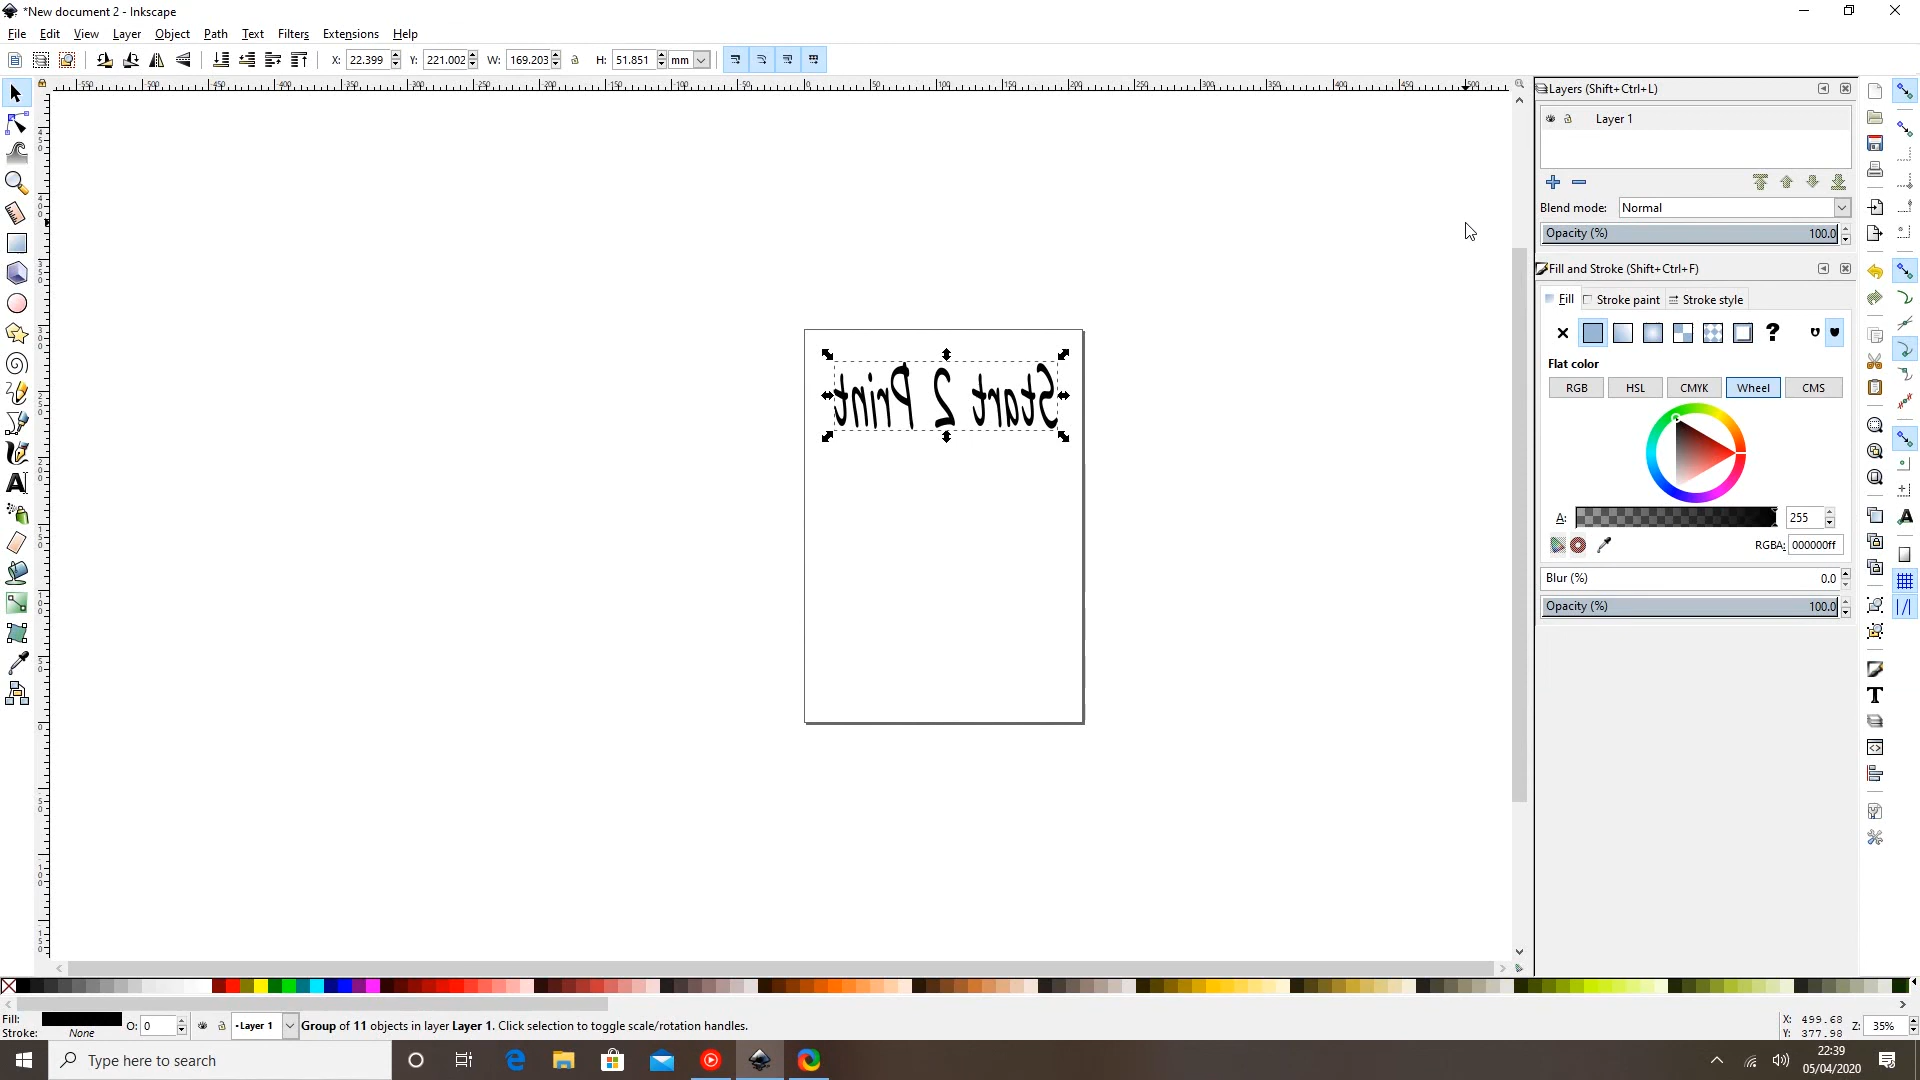 *New document 2 - Inkscape
File Edit View Layer Object Path Text Filters Extensions Help
X: 22.399 Y: 221.002 W: 169.203 H: 51.851 mm
Layers (Shift+Ctrl+L)
Layer 1
Blend mode: Normal
Opacity (%) 100.0
Fill and Stroke (Shift+Ctrl+F)
Fill Stroke paint Stroke style
Flat color
RGB HSL CMYK Wheel CMS
A: 255
RGBA: 000000ff
Blur (%) 0.0
Opacity (%) 100.0
Start 2 Print
Fill:
Stroke: None
O: 0
Layer 1
Group of 11 objects in layer Layer 1. Click selection to toggle scale/rotation handles.
X: 499.68
Y: 377.98
Z: 35%
Type here to search
22:39
05/04/2020